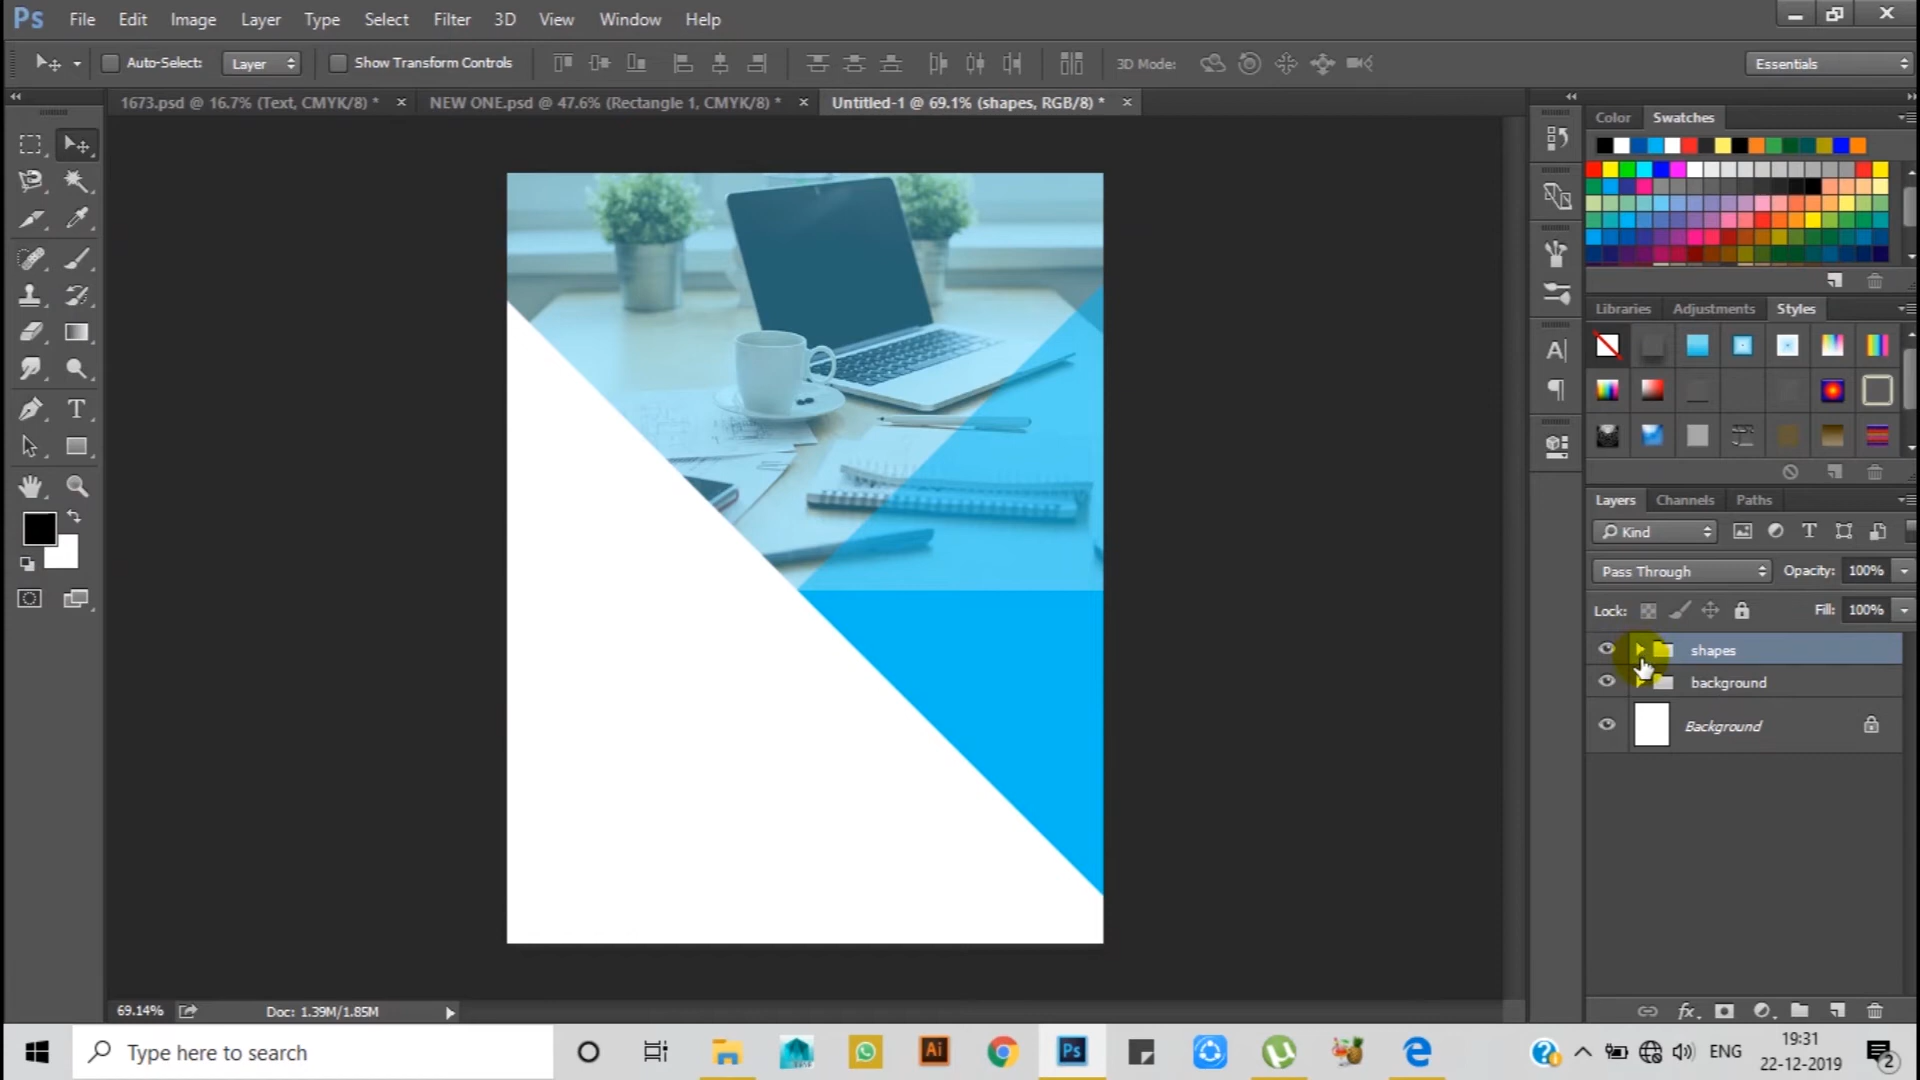 Ps File Edit Image Layer Type Select Filter 3D View Window Help
Auto-Select: Layer Show Transform Controls 3D Mode: Essentials
1673.psd @ 16.7% (Text, CMYK/8) * × NEW ONE.psd @ 47.6% (Rectangle 1, CMYK/8) * × Untitled-1 @ 69.1% (shapes, RGB/8) * ×
Color Swatches
Libraries Adjustments Styles
Layers Channels Paths
Kind
Pass Through Opacity: 100%
Lock: Fill: 100%
shapes
background
Background
69.14% Doc: 1.39M/1.85M
Type here to search
Ai
Ps
ENG
19:31
22-12-2019
2